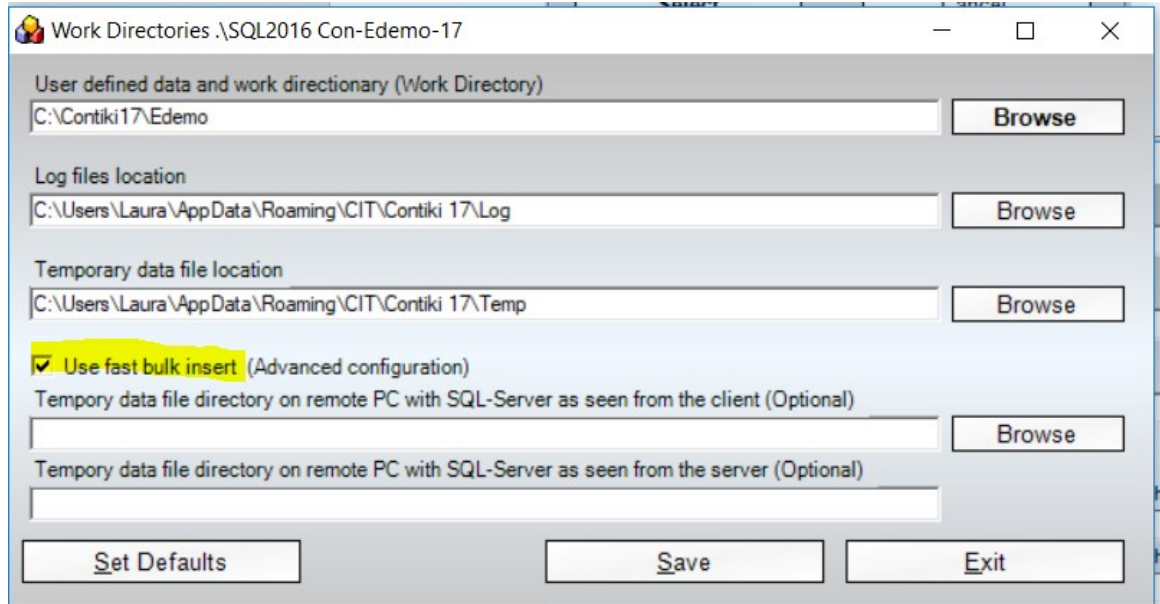 Select
Cancel
Work Directories .\SQL2016 Con-Edemo-17
User defined data and work directionary (Work Directory)
C:\Contiki17\Edemo
Browse
Log files location
C:\Users\Laura\AppData\Roaming\CIT\Contiki 17\Log
Browse
Temporary data file location
C:\Users\Laura\AppData\Roaming\CIT\Contiki 17\Temp
Browse
Use fast bulk insert (Advanced configuration)
Tempory data file directory on remote PC with SQL-Server as seen from the client (Optional)
Browse
Tempory data file directory on remote PC with SQL-Server as seen from the server (Optional)
Set Defaults
Save
Exit